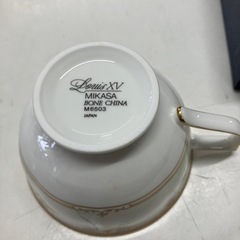 Louis XV
MIKASA
BONE CHINA
M6603
JAPAN